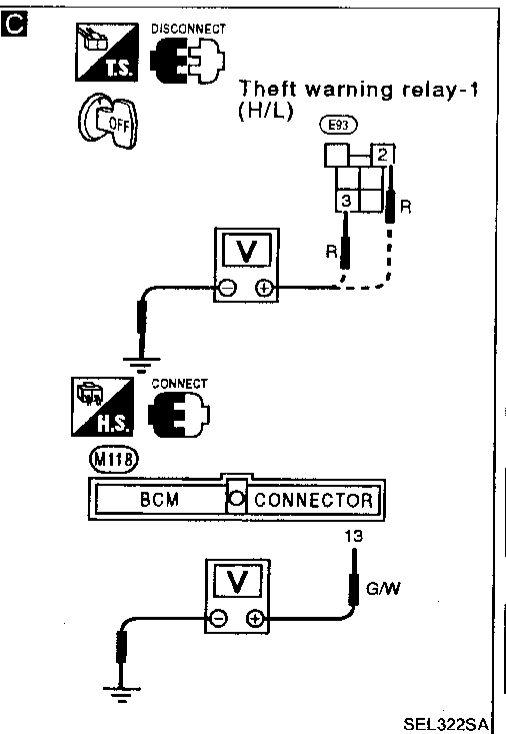 C
DISCONNECT
T.S.
OFF
Theft warning relay-1
(H/L)
E93
2
3
R
R
V
⊖ ⊕
CONNECT
H.S.
M118
BCM CONNECTOR
13
V
G/W
⊖ ⊕
SEL322SA